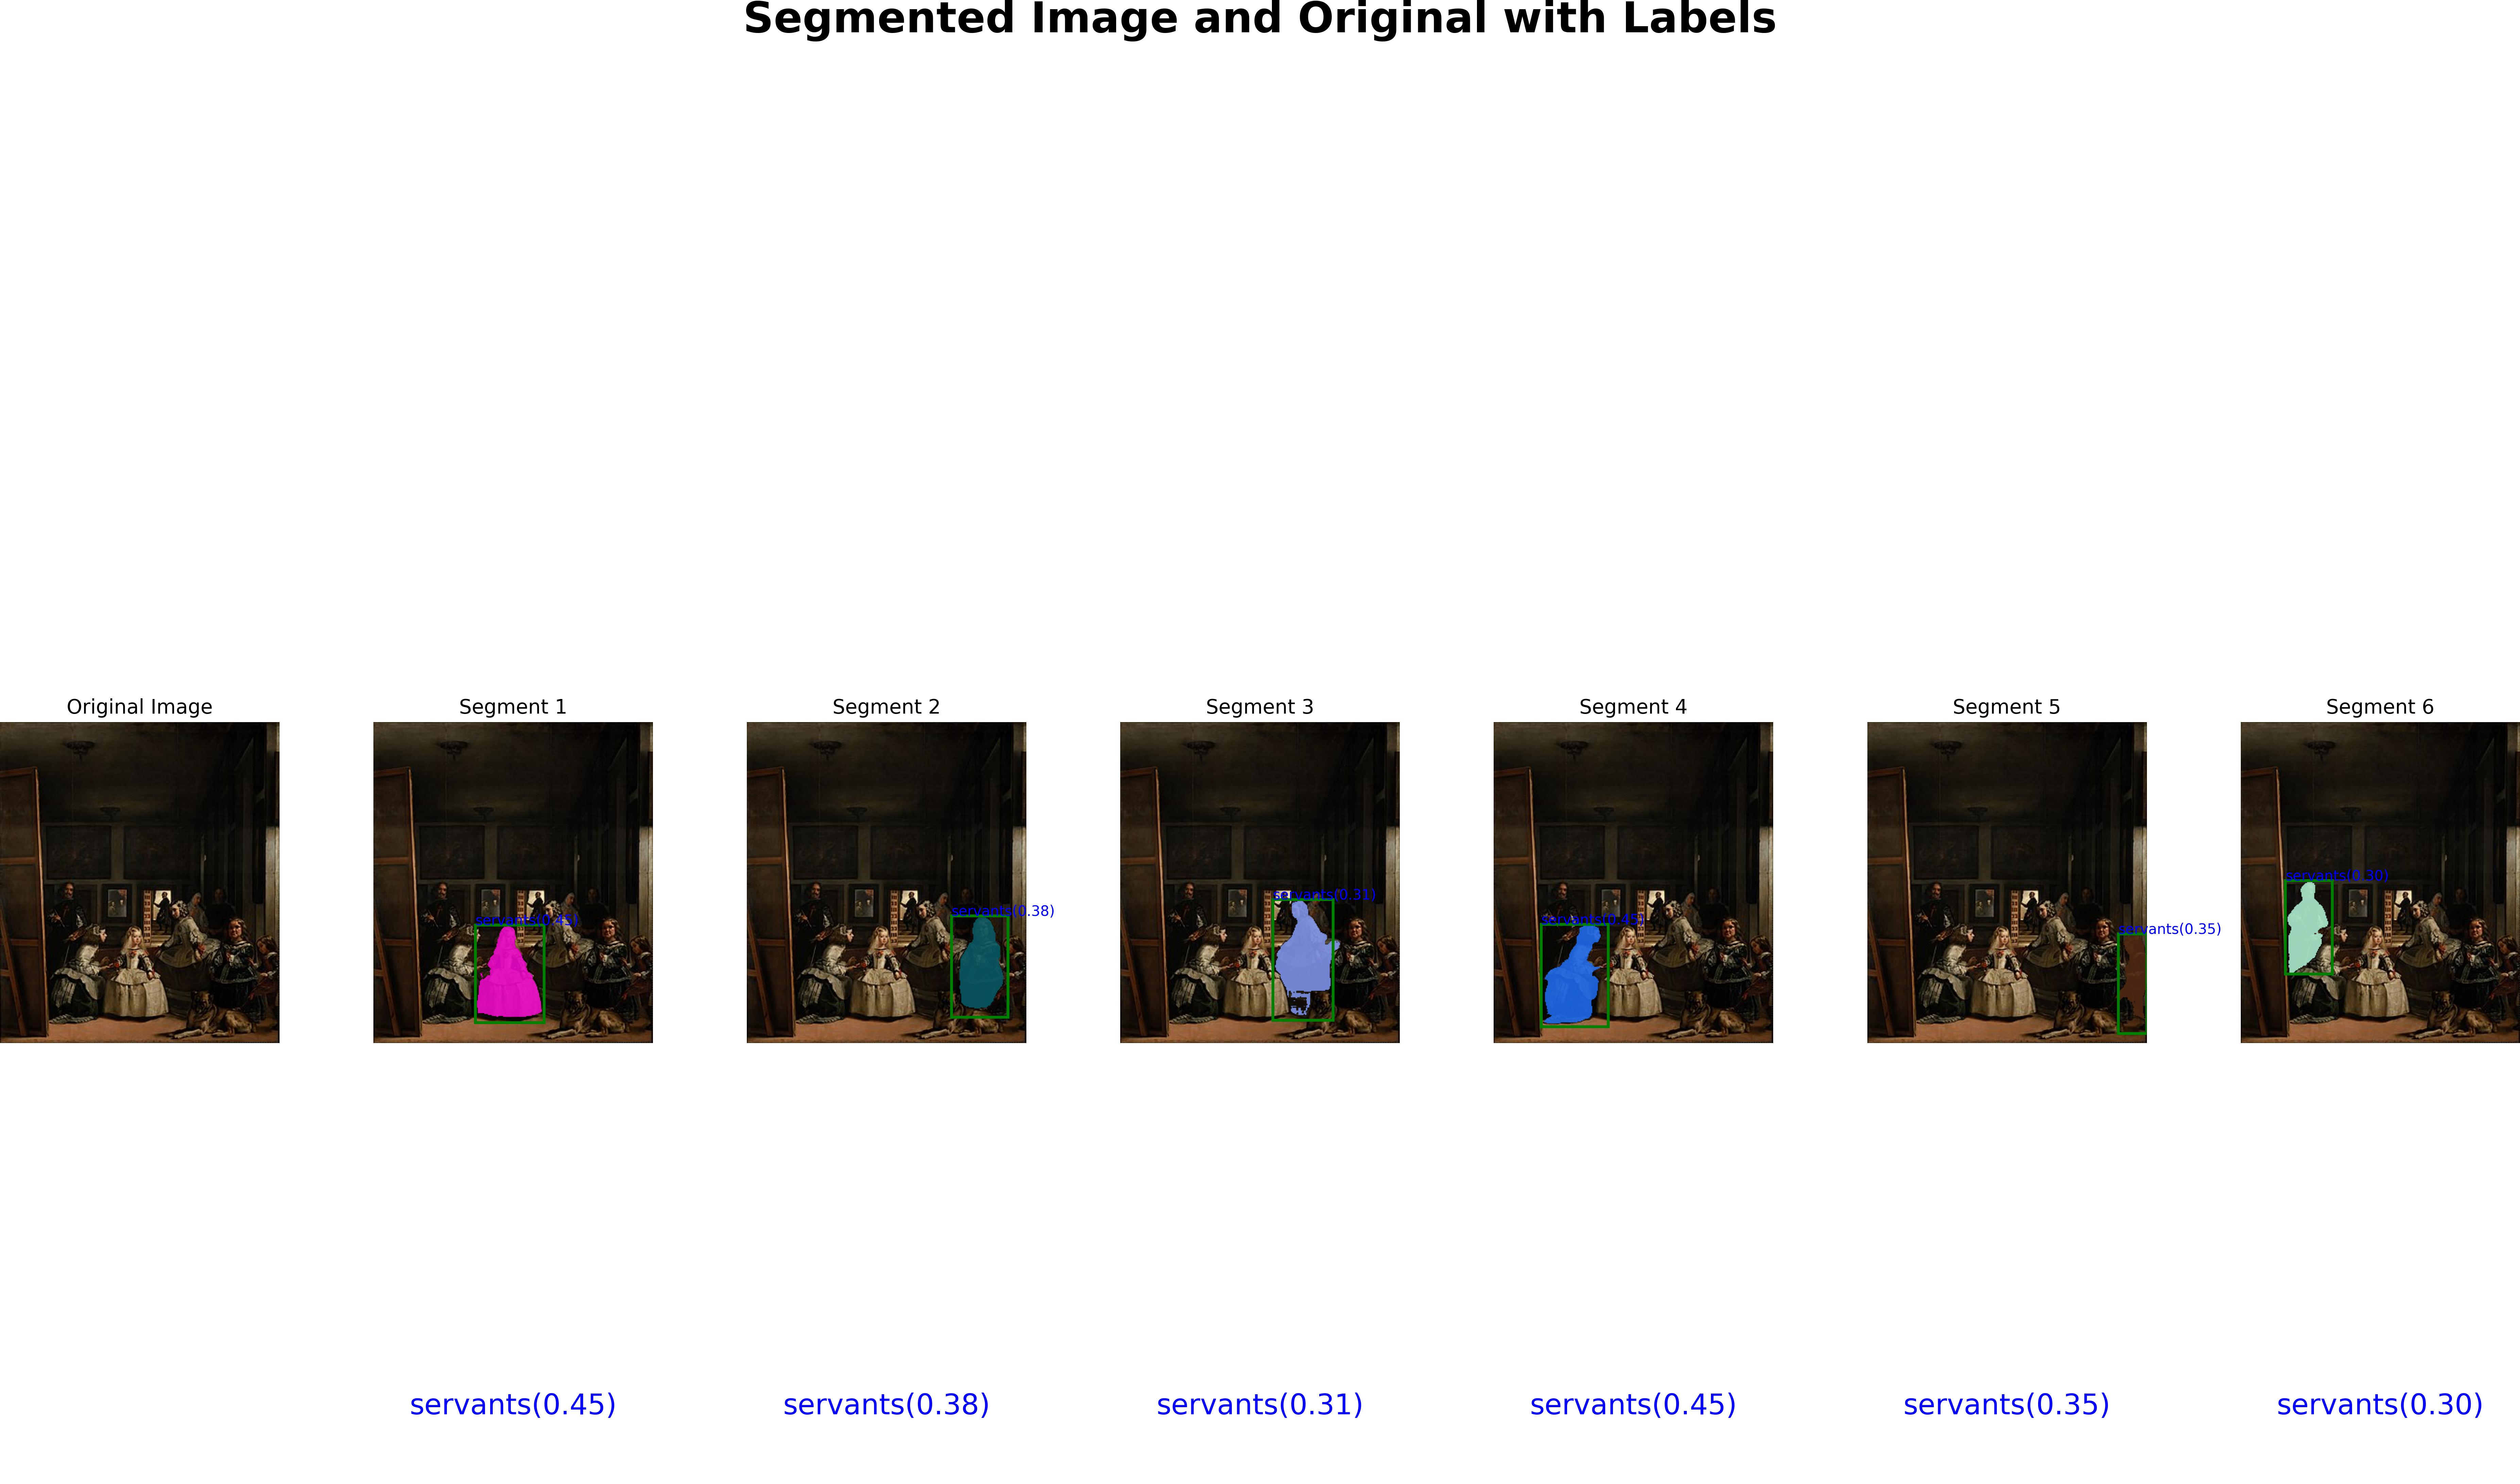 Segmented Image and Original with Labels
Original Image
Segment 1
Segment 2
Segment 3
Segment 4
Segment 5
Segment 6
servants(0.45)
servants(0.38)
servants(0.31)
servants(0.45)
servants(0.35)
servants(0.30)
servants(0.45)
servants(0.38)
servants(0.31)
servants(0.45)
servants(0.35)
servants(0.30)